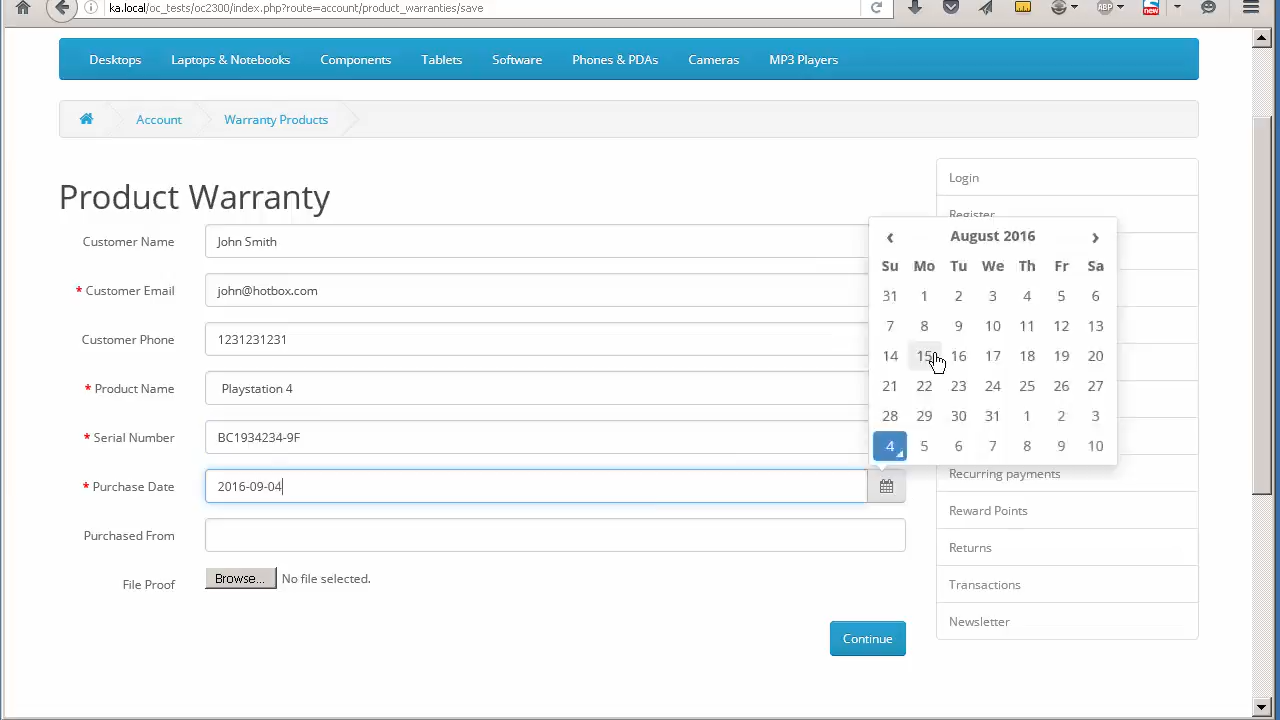 ka.local/oc_tests/oc2300/index.php?route=account/product_warranties/save
ABP
new
Desktops Laptops & Notebooks Components Tablets Software Phones & PDAs Cameras MP3 Players
Account Warranty Products
Product Warranty
Customer Name John Smith
* Customer Email john@hotbox.com
Customer Phone 1231231231
* Product Name Playstation 4
* Serial Number BC1934234-9F
* Purchase Date 2016-09-04
Purchased From
File Proof Browse... No file selected.
Continue
Login
Register
‹ August 2016 ›
Su Mo Tu We Th Fr Sa
31 1 2 3 4 5 6
7 8 9 10 11 12 13
14 15 16 17 18 19 20
21 22 23 24 25 26 27
28 29 30 31 1 2 3
4 5 6 7 8 9 10
Recurring payments
Reward Points
Returns
Transactions
Newsletter